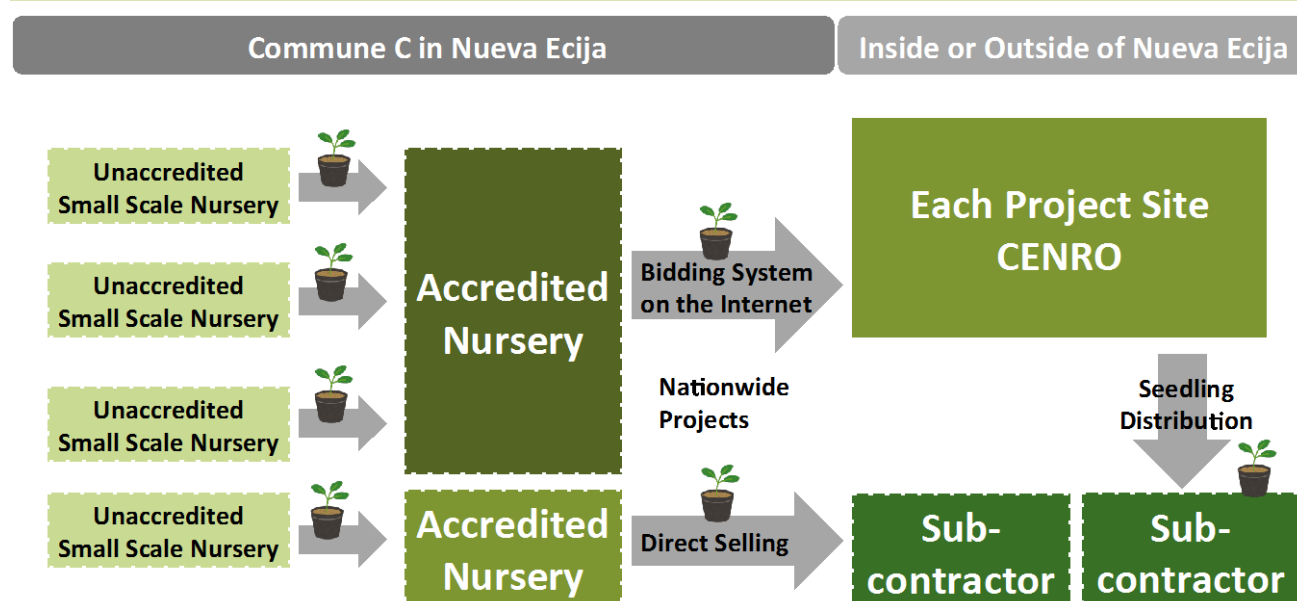 Commune C in Nueva Ecija
Inside or Outside of Nueva Ecija
Unaccredited
Small Scale Nursery
Unaccredited
Small Scale Nursery
Unaccredited
Small Scale Nursery
Unaccredited
Small Scale Nursery
Accredited
Nursery
Accredited
Nursery
Bidding System
on the Internet
Nationwide
Projects
Direct Selling
Each Project Site
CENRO
Seedling
Distribution
Sub-
contractor
Sub-
contractor